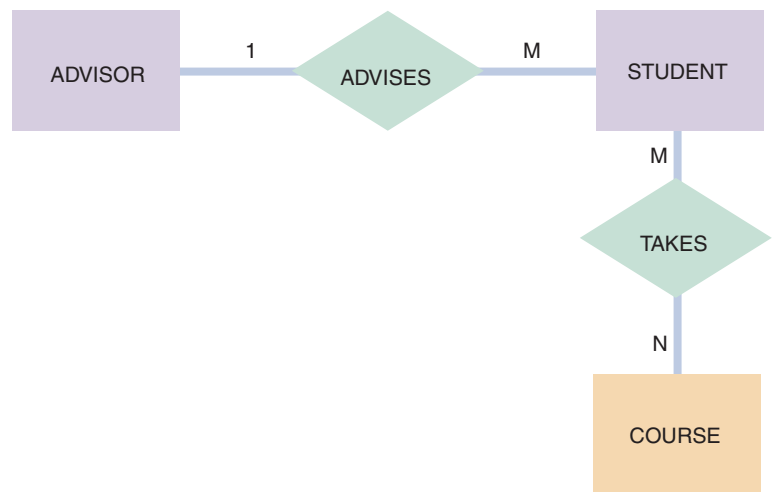 1
M
ADVISOR
ADVISES
STUDENT
M
TAKES
N
COURSE